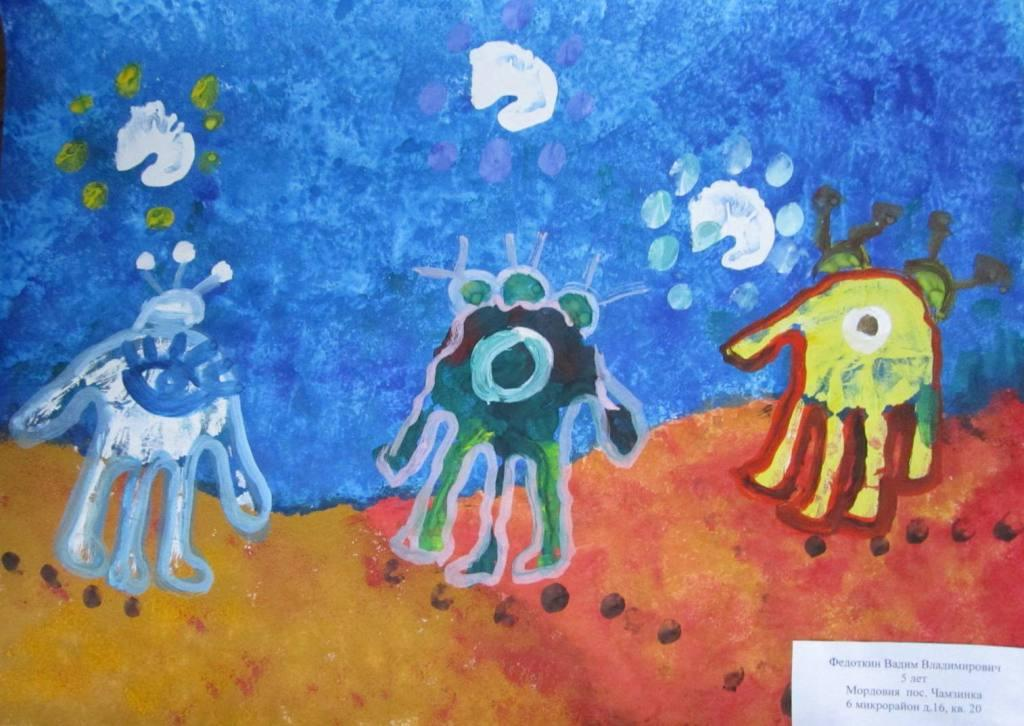 Федоткин Вадим Владимирович
5 лет
Мордовия пос. Чамзинка
6 микрорайон д.16, кв. 20